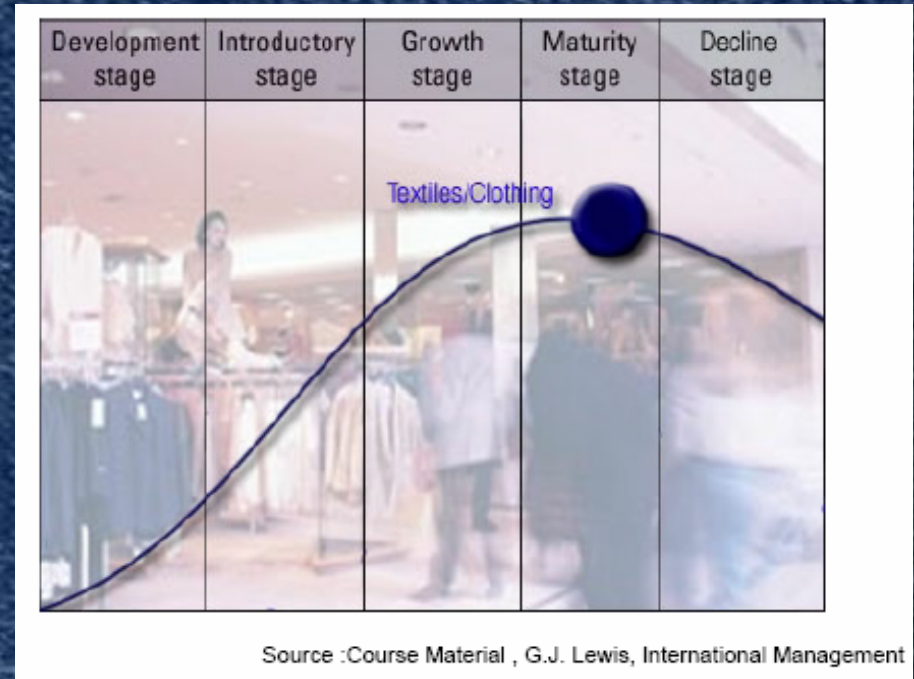 Development stage
Introductory stage
Growth stage
Maturity stage
Decline stage
Textiles/Clothing
Source :Course Material , G.J. Lewis, International Management